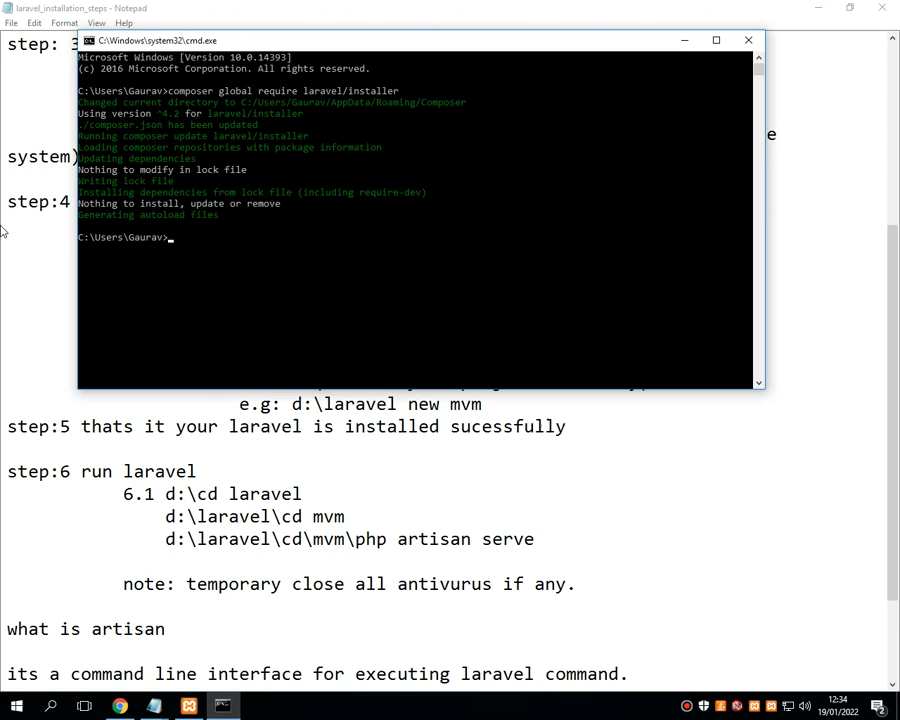 laravel_installation_steps - Notepad
File Edit Format View Help
step: 3
C:\Windows\system32\cmd.exe
Microsoft Windows [Version 10.0.14393]
(c) 2016 Microsoft Corporation. All rights reserved.
C:\Users\Gaurav>composer global require laravel/installer
Changed current directory to C:/Users/Gaurav/AppData/Roaming/Composer
Using version ^4.2 for laravel/installer
./composer.json has been updated
Running composer update laravel/installer
Loading composer repositories with package information
Updating dependencies
Nothing to modify in lock file
Writing lock file
Installing dependencies from lock file (including require-dev)
Nothing to install, update or remove
Generating autoload files
C:\Users\Gaurav>
e
system)
step:4
e.g: d:\laravel new mvm
step:5 thats it your laravel is installed sucessfully
step:6 run laravel
6.1 d:\cd laravel
d:\laravel\cd mvm
d:\laravel\cd\mvm\php artisan serve
note: temporary close all antivurus if any.
what is artisan
its a command line interface for executing laravel command.
12:34
19/01/2022
2